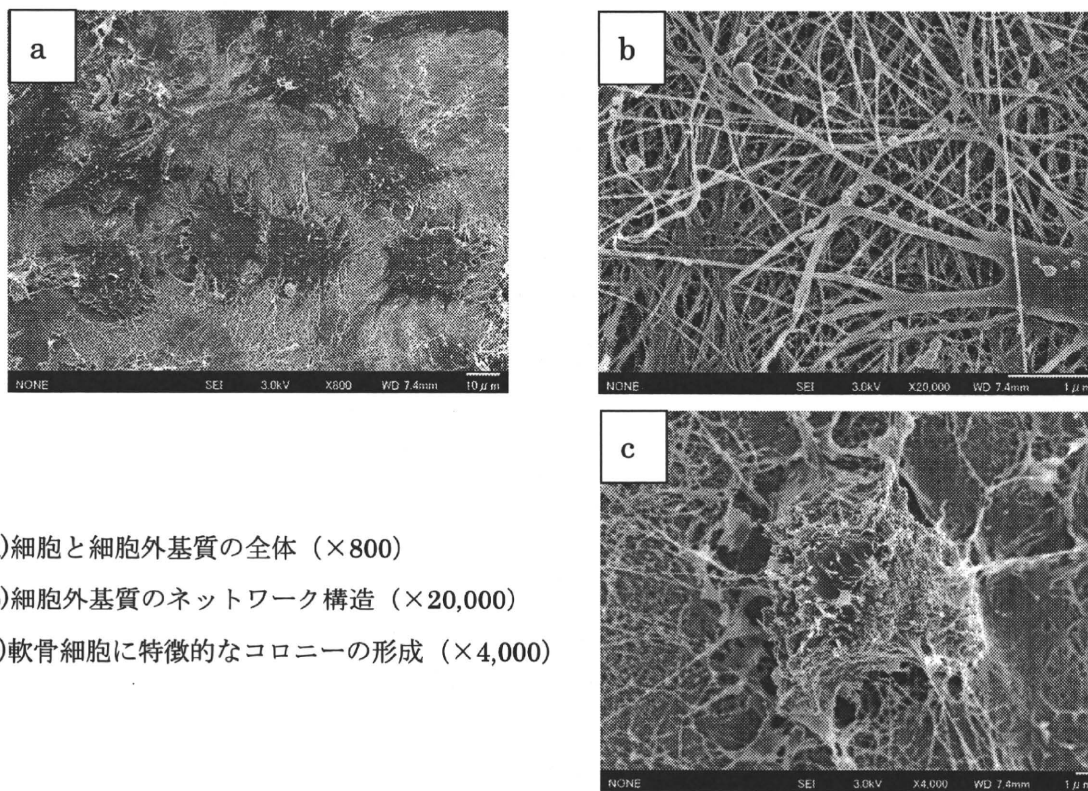 a
NONE SEI 3.0kV X800 WD 7.4mm 10μm
b
NONE SEI 3.0kV X20,000 WD 7.4mm 1μm
c
NONE SEI 3.0kV X4,000 WD 7.4mm 1μm
)細胞と細胞外基質の全体（×800）
)細胞外基質のネットワーク構造（×20,000）
)軟骨細胞に特徴的なコロニーの形成（×4,000）